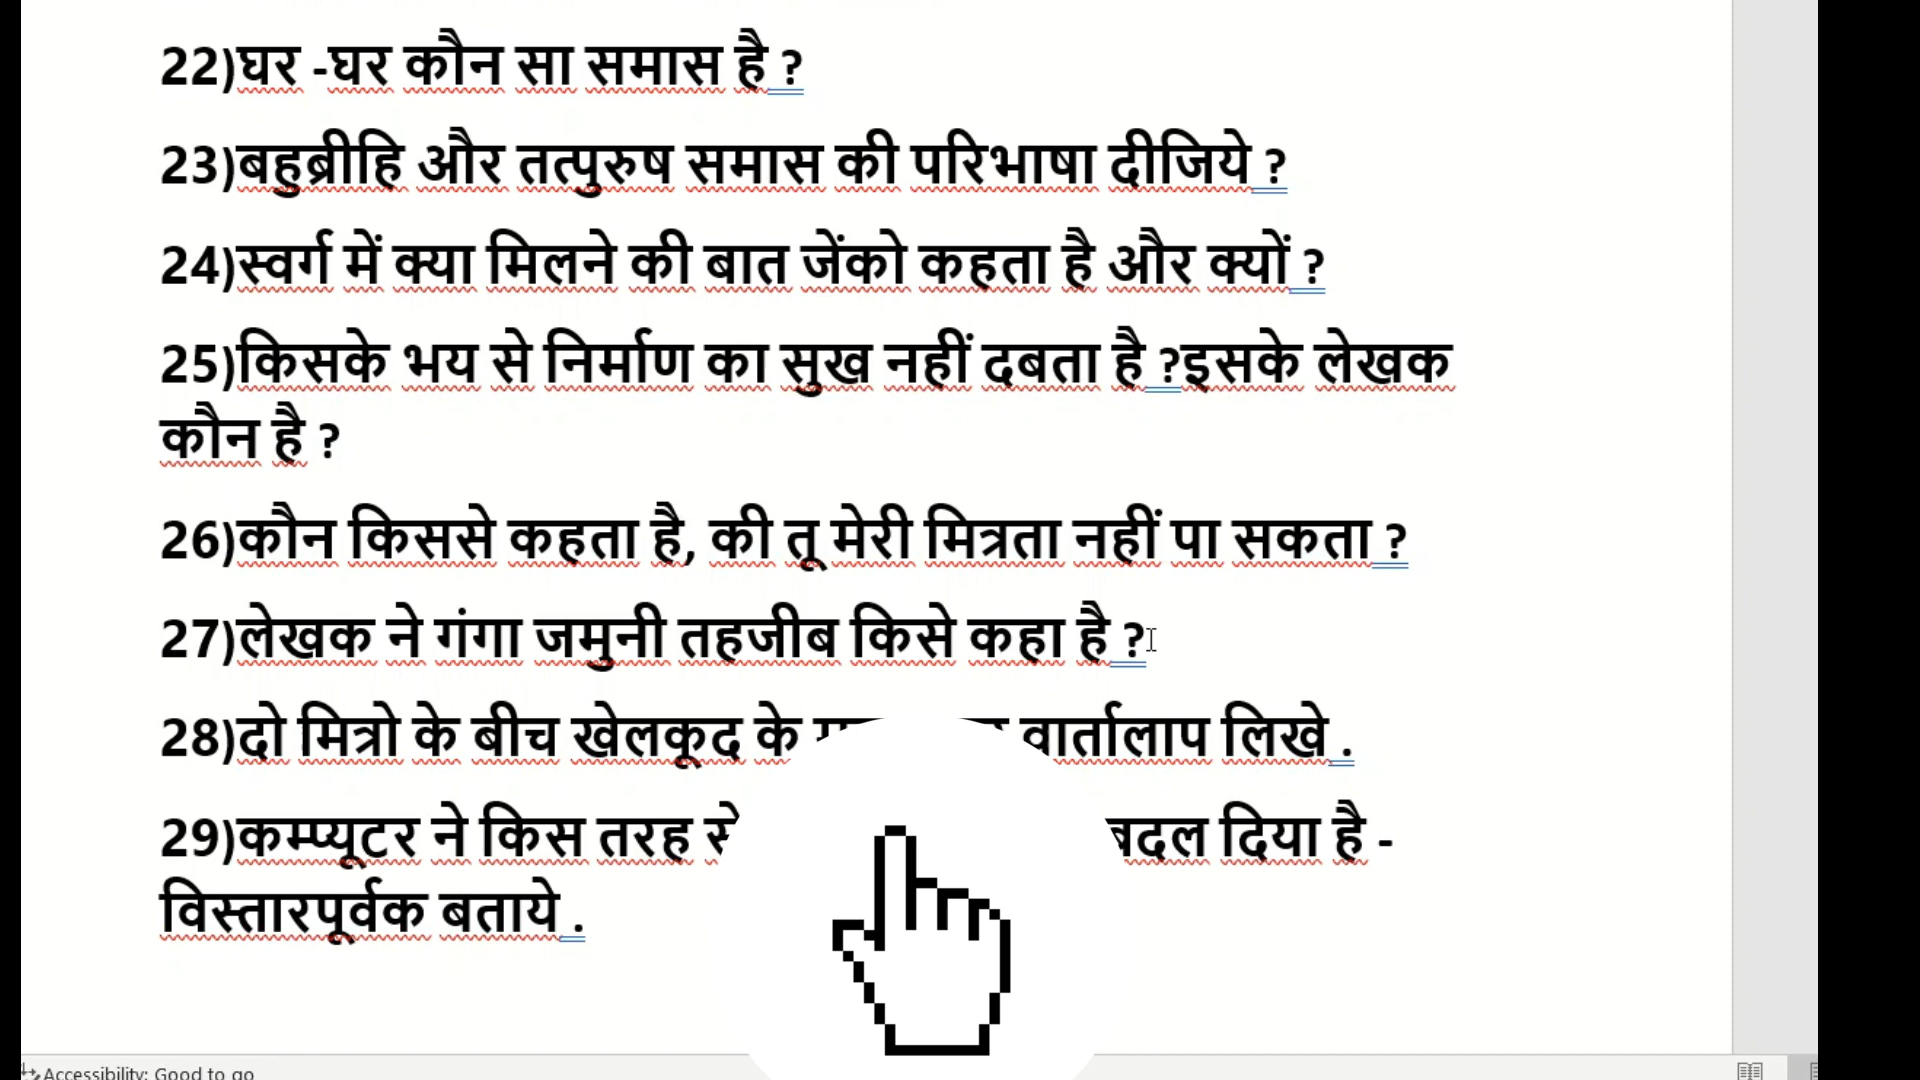 22)घर -घर कौन सा समास है ?
23)बहुब्रीहि और तत्पुरुष समास की परिभाषा दीजिये ?
24)स्वर्ग में क्या मिलने की बात जेंको कहता है और क्यों ?
25)किसके भय से निर्माण का सुख नहीं दबता है ?इसके लेखक
कौन है ?
26)कौन किससे कहता है, की तू मेरी मित्रता नहीं पा सकता ?
27)लेखक ने गंगा जमुनी तहजीब किसे कहा है ?
28)दो मित्रो के बीच खेलकूद के वार्तालाप लिखे .
29)कम्प्यूटर ने किस तरह से बदल दिया है -
विस्तारपूर्वक बताये .
Accessibility: Good to go